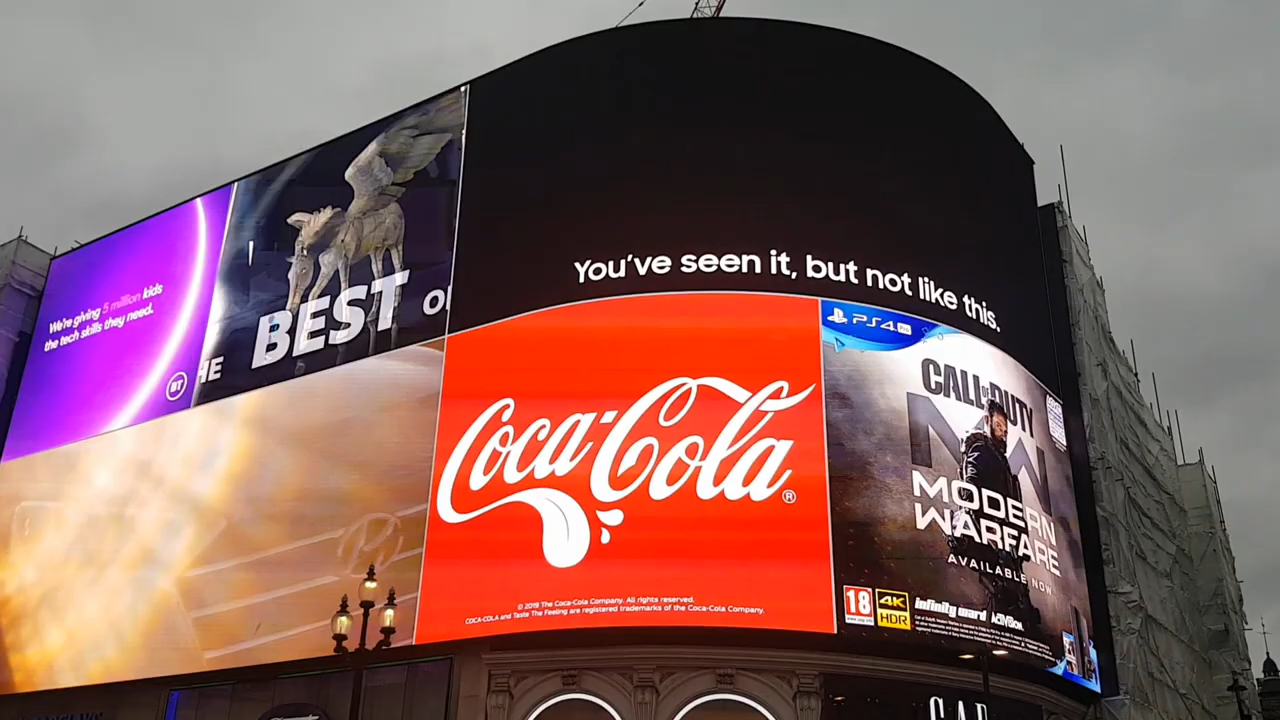 We're giving 5 million kids
the tech skills they need.
BT
HE
BEST
You've seen it, but not like this.
Coca-Cola®
© 2019 The Coca-Cola Company. All rights reserved.
COCA-COLA and Taste The Feeling are registered trademarks of the Coca-Cola Company.
PS4 Pro
CALL OF DUTY
MW
MODERN
WARFARE
AVAILABLE NOW
18
4K
HDR
infinity ward
ACTIVISION
GAP